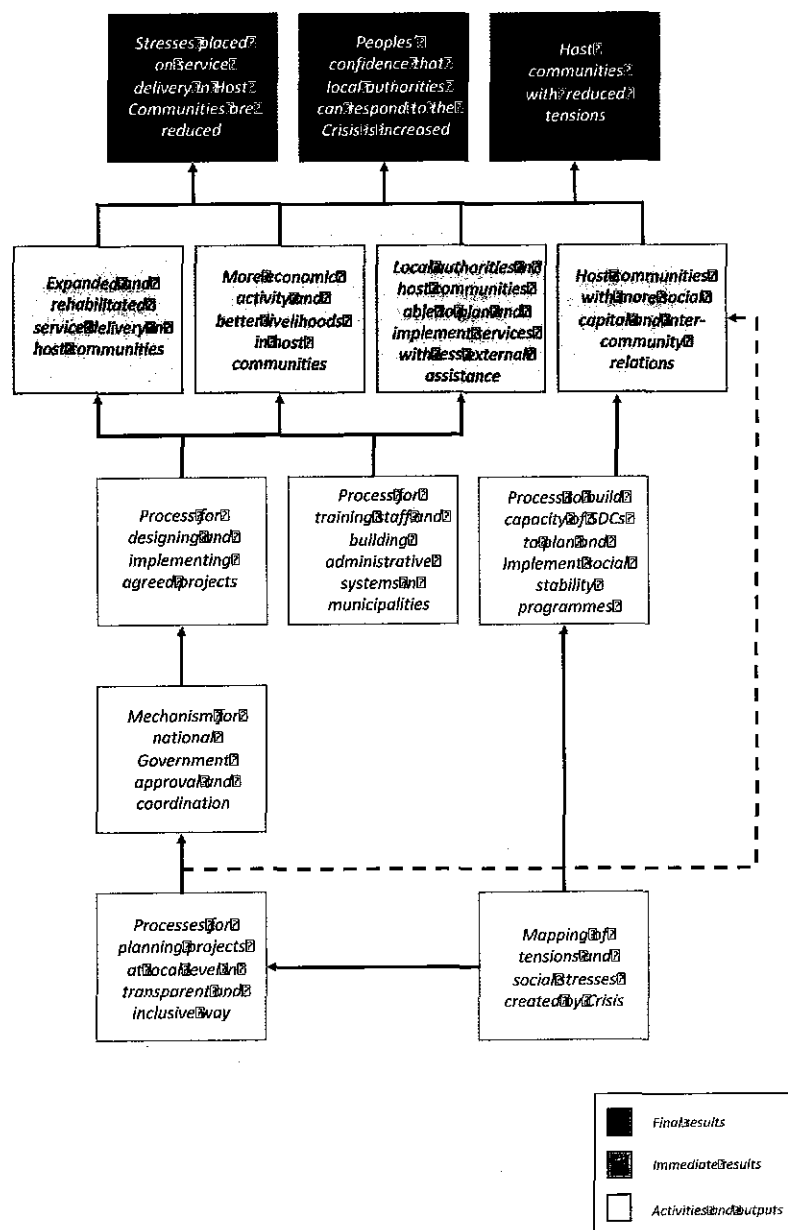 Stresses placed
on service
delivery in Host
Communities are
reduced
Peoples'
confidence that
local authorities
can respond to the
Crisis is increased
Host
communities
with reduced
tensions
Expanded and
rehabilitated
service delivery in
host communities
More economic
activity and
better livelihoods
in host
communities
Local authorities and
host communities
able to plan and
implement services
with less external
assistance
Host communities
with more social
capital and inter-
community
relations
Process for
designing and
implementing
agreed projects
Process for
training staff and
building
administrative
systems in
municipalities
Process to build
capacity of SDCs
to plan and
Implement social
stability
programmes
Mechanism for
national
Government
approval and
coordination
Processes for
planning projects
at local level in
transparent and
inclusive way
Mapping of
tensions and
social stresses
created by Crisis
Final results
Immediate results
Activities and outputs